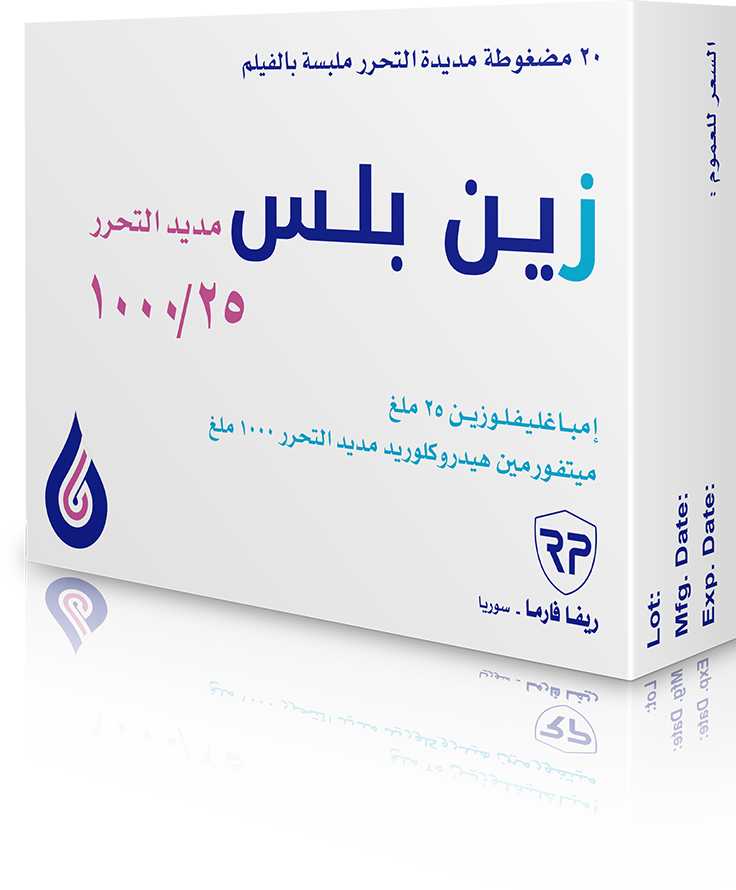 ٢٠ مضغوطة مديدة التحرر ملبسة بالفيلم
زين بلس مديد التحرر
١٠٠٠/٢٥
إمباغليفلوزين ٢٥ ملغ
ميتفورمين هيدروكلوريد مديد التحرر ١٠٠٠ ملغ
RP
ريفا فارما - سوريا
السعر للعموم :
Lot:
Mfg. Date:
Exp. Date: